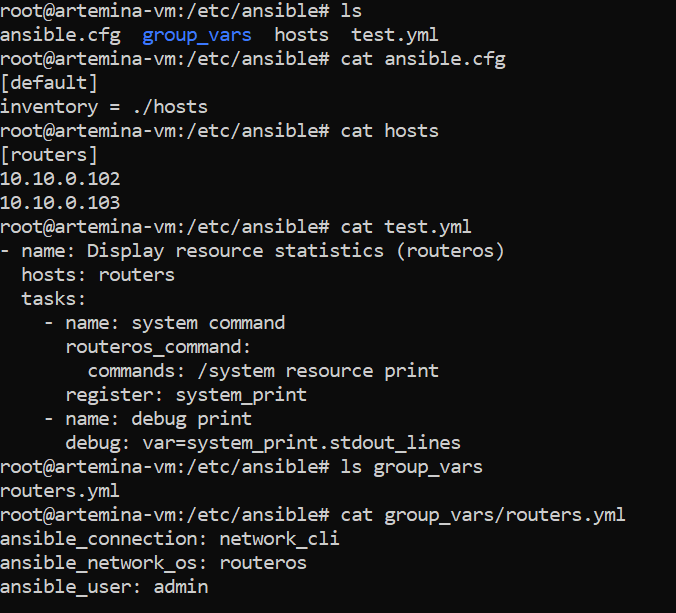 root@artemina-vm:/etc/ansible# ls
ansible.cfg  group_vars  hosts  test.yml
root@artemina-vm:/etc/ansible# cat ansible.cfg
[default]
inventory = ./hosts
root@artemina-vm:/etc/ansible# cat hosts
[routers]
10.10.0.102
10.10.0.103
root@artemina-vm:/etc/ansible# cat test.yml
- name: Display resource statistics (routeros)
  hosts: routers
  tasks:
    - name: system command
      routeros_command:
        commands: /system resource print
      register: system_print
    - name: debug print
      debug: var=system_print.stdout_lines
root@artemina-vm:/etc/ansible# ls group_vars
routers.yml
root@artemina-vm:/etc/ansible# cat group_vars/routers.yml
ansible_connection: network_cli
ansible_network_os: routeros
ansible_user: admin